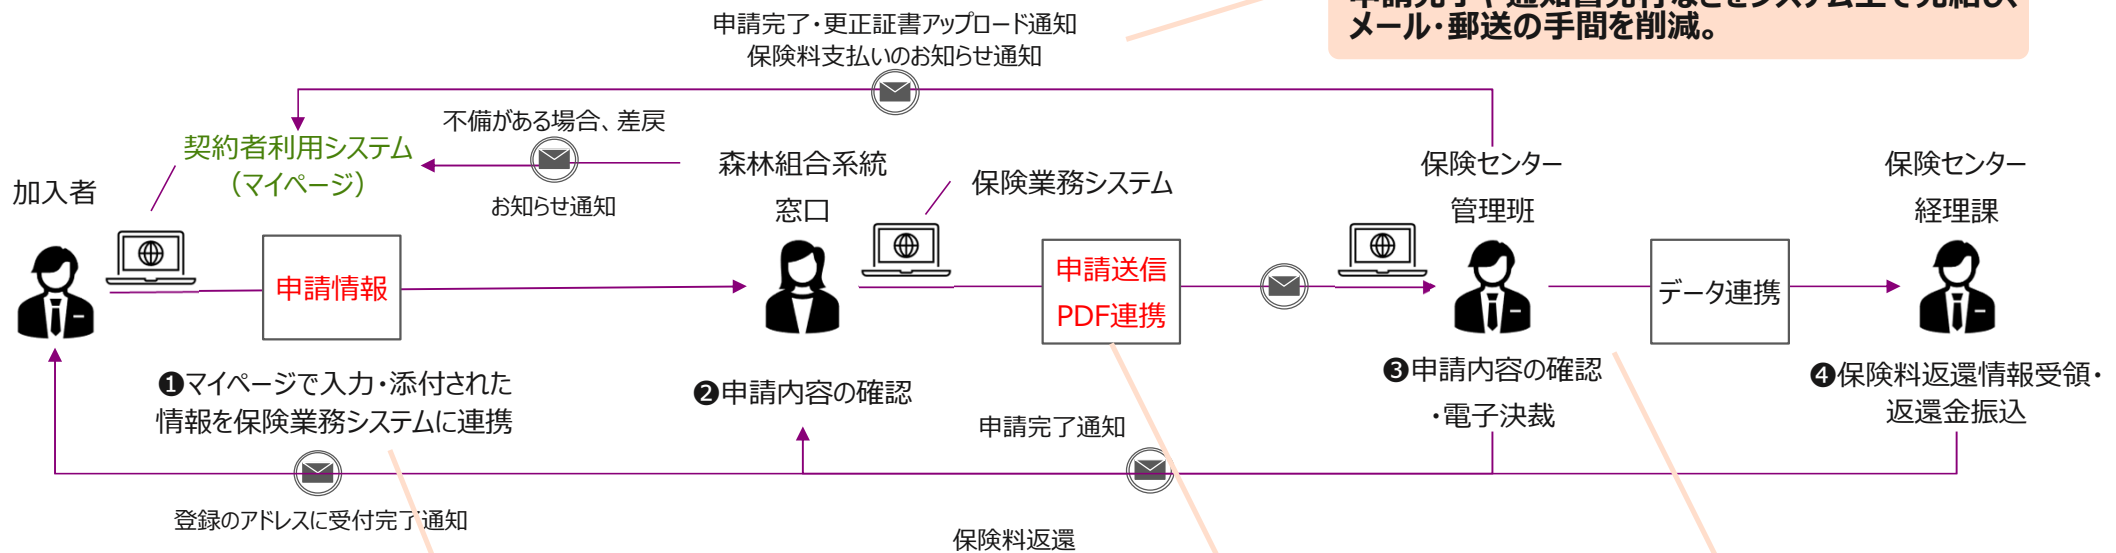 申請完了・更正証書アップロード通知
保険料支払いのお知らせ通知
メール・郵送の手間を削減。
不備がある場合、差戻
契約者利用システム
（マイページ）
お知らせ通知
加入者
森林組合系統
窓口
保険業務システム
保険センター
管理班
保険センター
経理課
申請情報
申請送信
PDF連携
データ連携
❶マイページで入力・添付された
情報を保険業務システムに連携
❷申請内容の確認
❸申請内容の確認
・電子決裁
❹保険料返還情報受領・
返還金振込
申請完了通知
登録のアドレスに受付完了通知
保険料返還